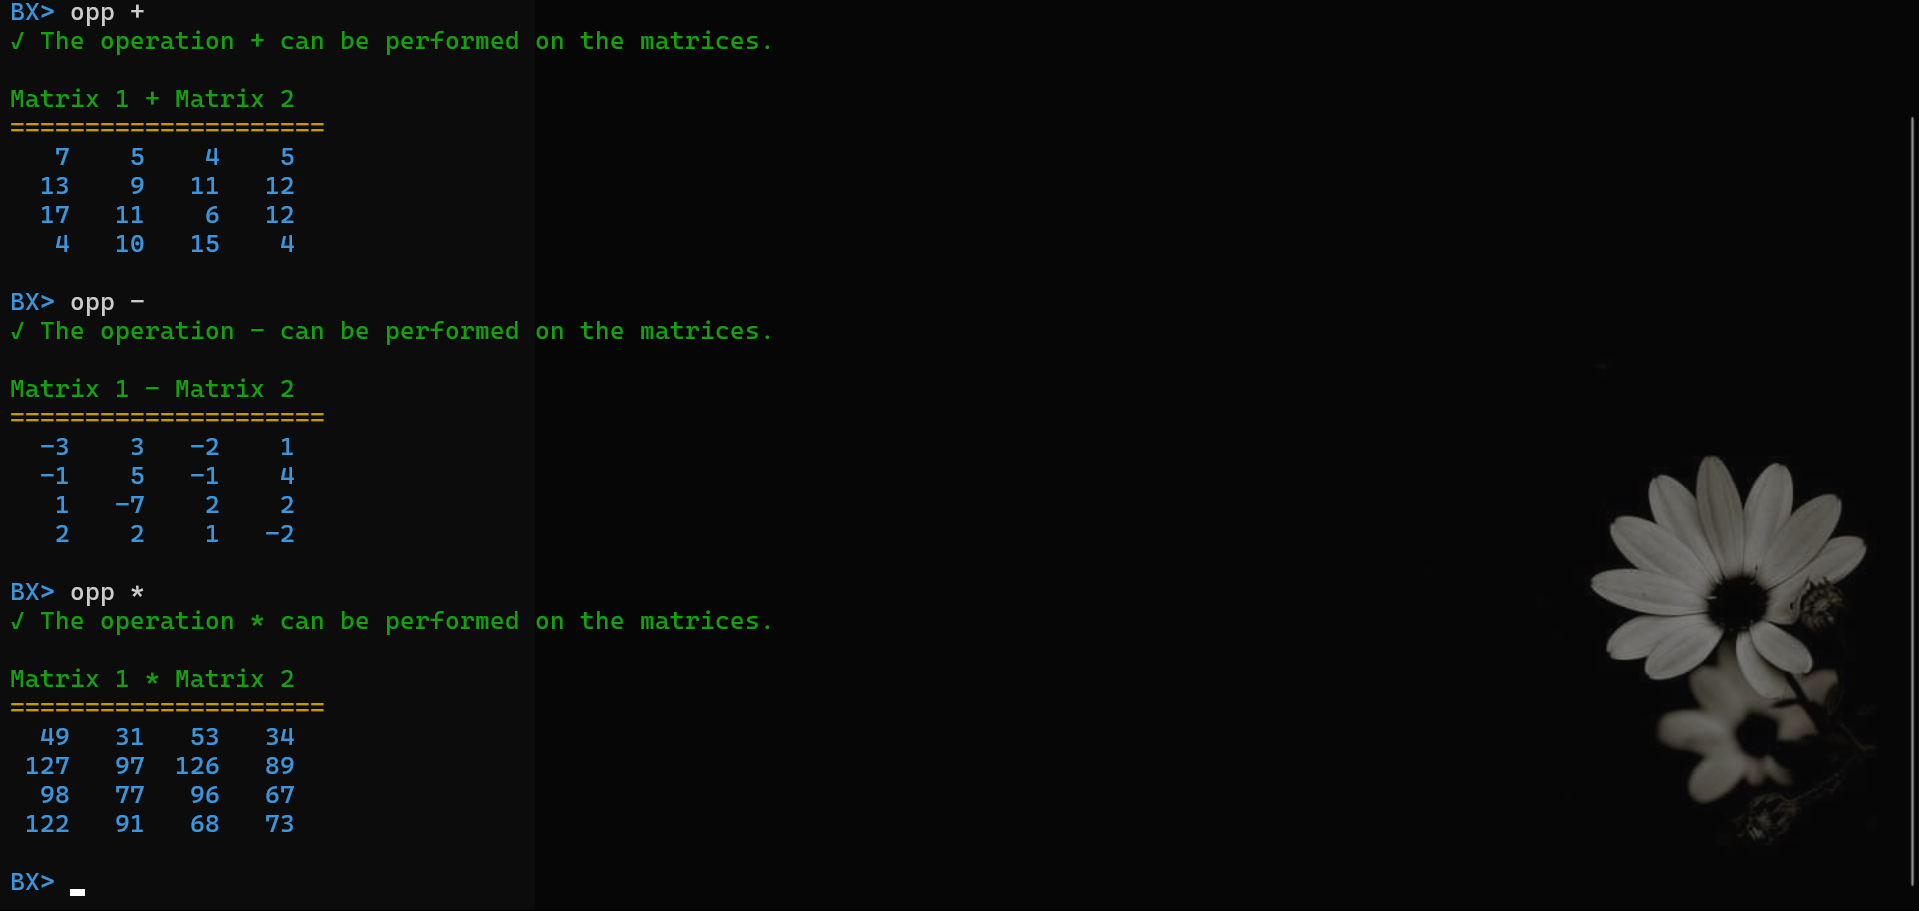 BX> opp +
√ The operation + can be performed on the matrices.
Matrix 1 + Matrix 2
=====================
7 5 4 5
13 9 11 12
17 11 6 12
4 10 15 4
BX> opp -
√ The operation - can be performed on the matrices.
Matrix 1 - Matrix 2
=====================
-3 3 -2 1
-1 5 -1 4
1 -7 2 2
2 2 1 -2
BX> opp *
√ The operation * can be performed on the matrices.
Matrix 1 * Matrix 2
=====================
49 31 53 34
127 97 126 89
98 77 96 67
122 91 68 73
BX>